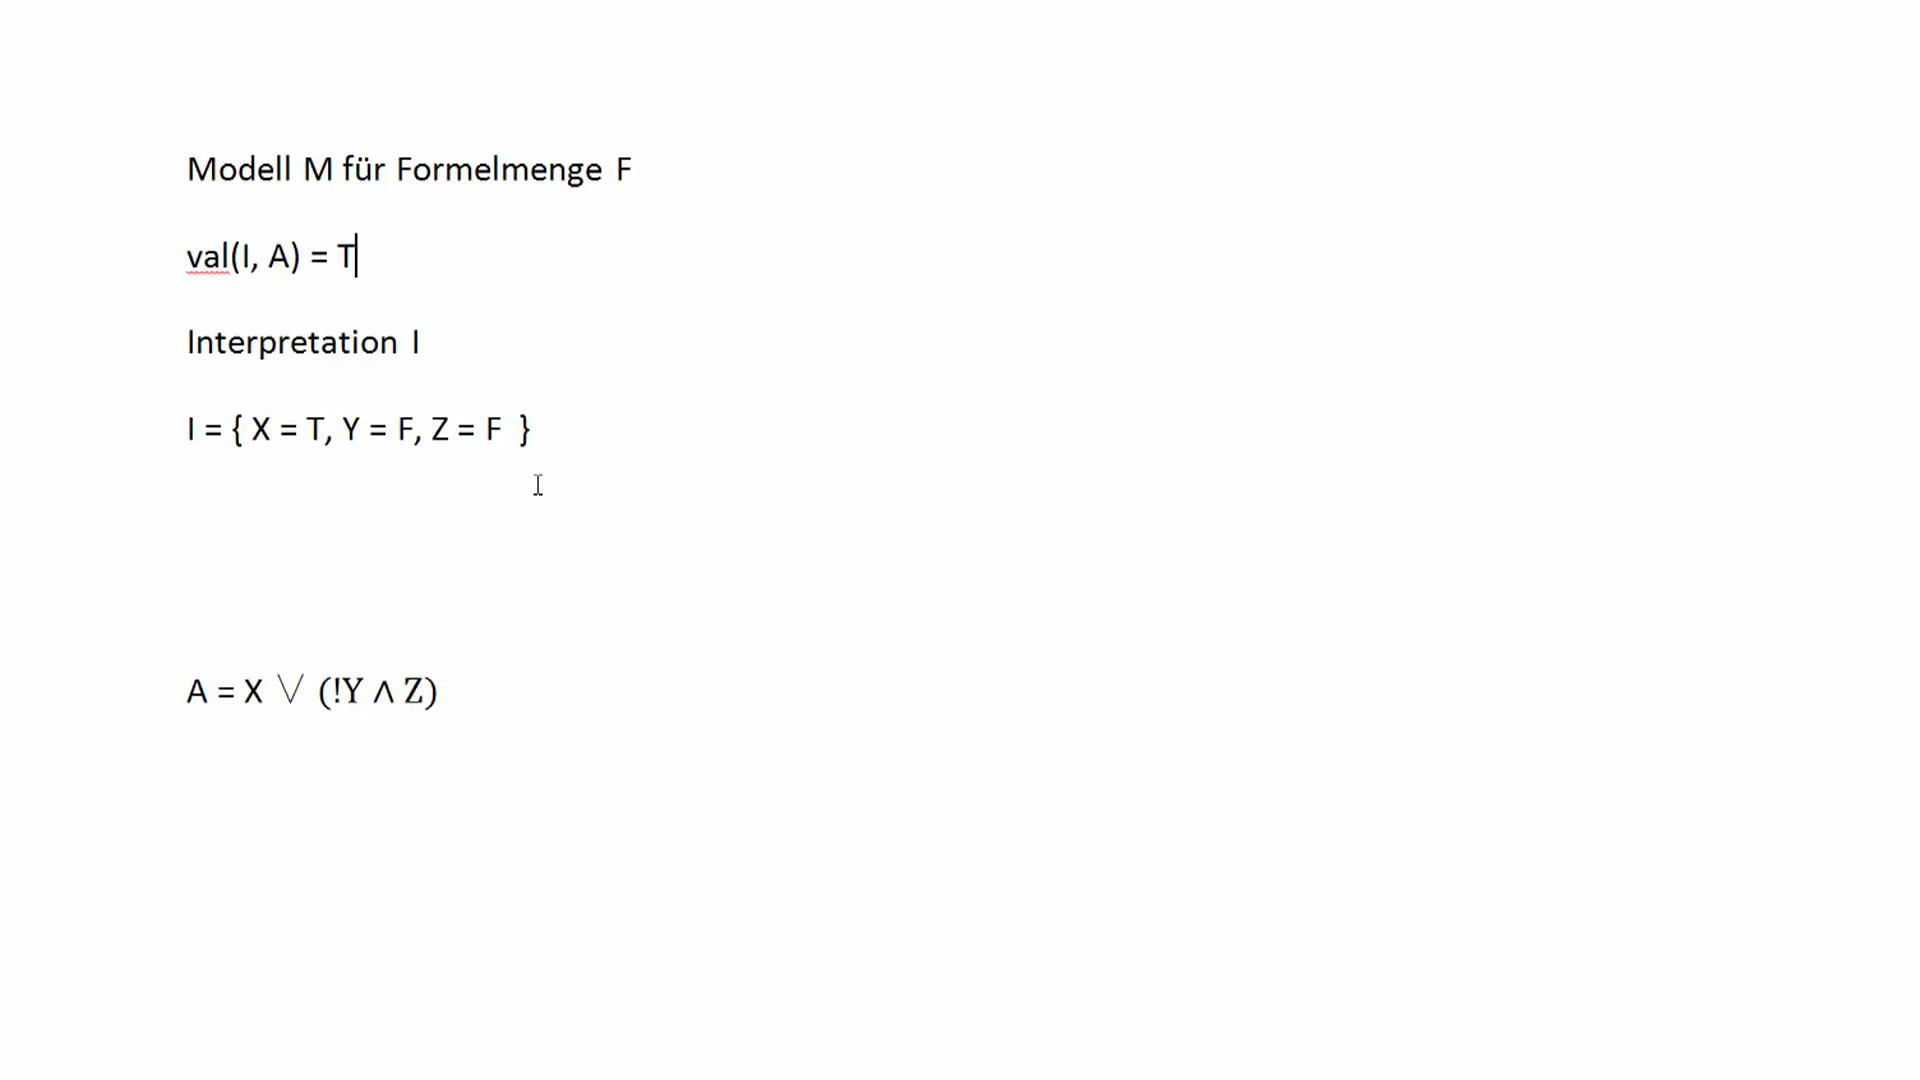 Modell M für Formelmenge F
val(I, A) = T
Interpretation I
I = { X = T, Y = F, Z = F  }
A = X ∨ (!Y ∧ Z)